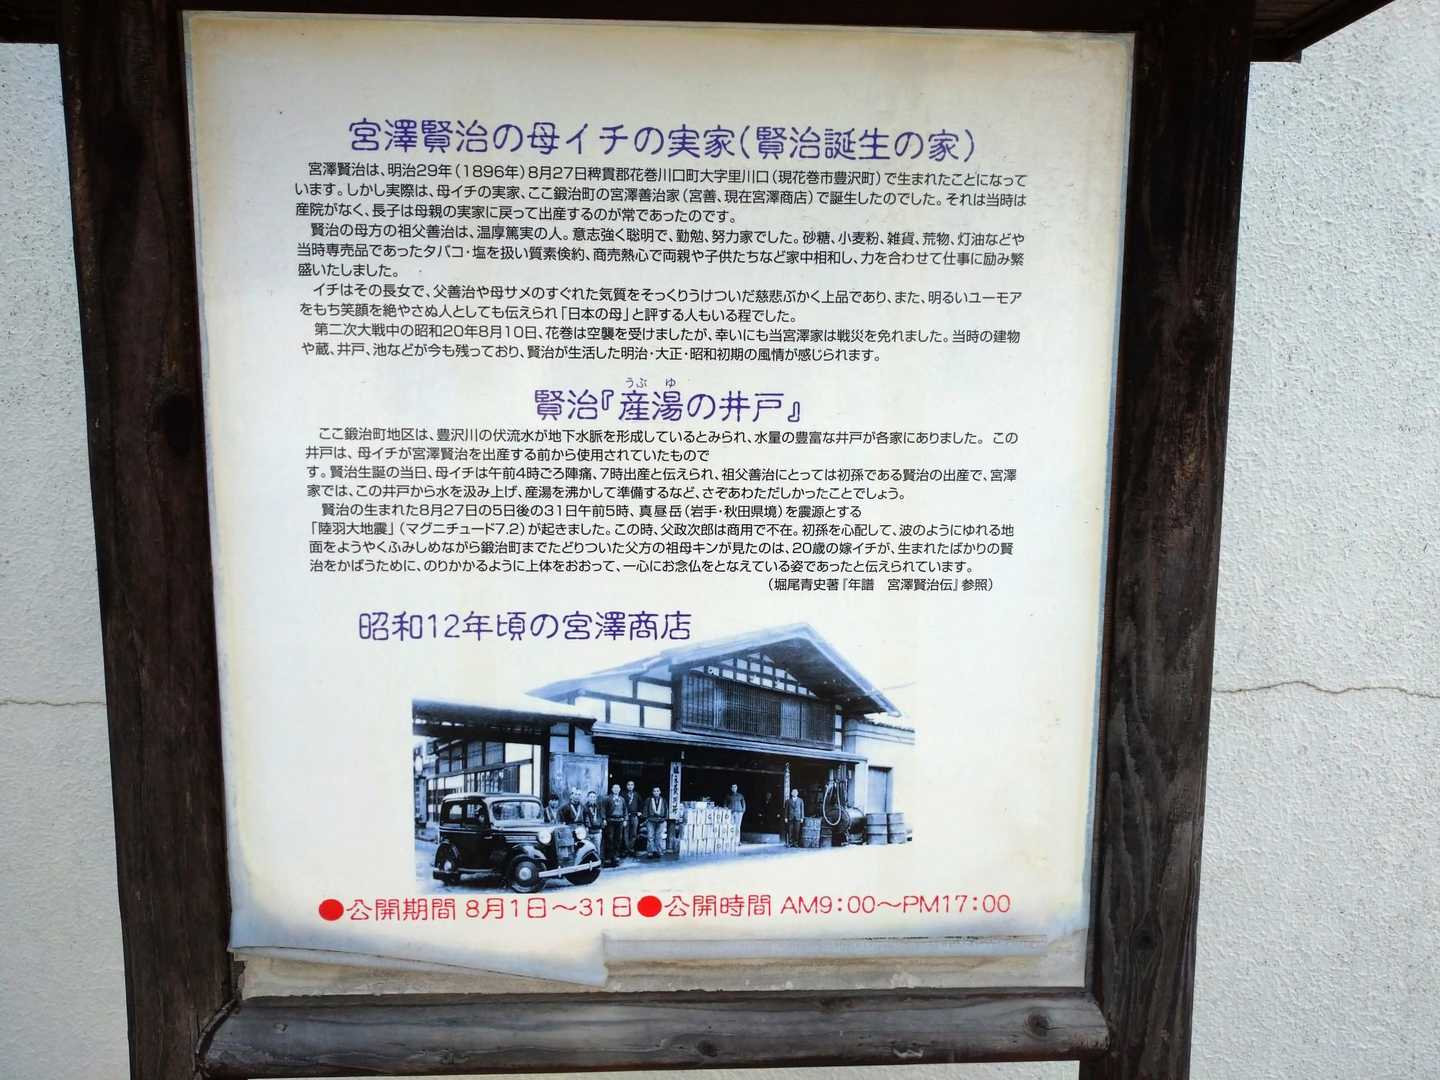 宮澤賢治の母イチの実家(賢治誕生の家)
宮澤賢治は、明治29年(1896年)8月27日稗貫郡花巻川口町大字里川口(現花巻市豊沢町)で生まれたことになって
います。しかし実際は、母イチの実家、ここ鍛治町の宮澤善治家(宮善、現在宮澤商店)で誕生したのでした。それは当時は
産院がなく、長子は母親の実家に戻って出産するのが常であったのです。
賢治の母方の祖父善治は、温厚篤実の人。意志強く聡明で、勤勉、努力家でした。砂糖、小麦粉、雑貨、荒物、灯油などや
当時専売品であったタバコ・塩を扱い質素倹約、商売熱心で両親や子供たちなど家中相和し、力を合わせて仕事に励み繁
盛いたしました。
イチはその長女で、父善治や母サメのすぐれた気質をそっくりうけついだ慈悲ぶかく上品であり、また、明るいユーモア
をもち笑顔を絶やさぬ人としても伝えられ「日本の母」と評する人もいる程でした。
第二次大戦中の昭和20年8月10日、花巻は空襲を受けましたが、幸いにも当宮澤家は戦災を免れました。当時の建物
や蔵、井戸、池などが今も残っており、賢治が生活した明治・大正・昭和初期の風情が感じられます。
うぶ ゆ
賢治『産湯の井戸』
ここ鍛治町地区は、豊沢川の伏流水が地下水脈を形成しているとみられ、水量の豊富な井戸が各家にありました。この
井戸は、母イチが宮澤賢治を出産する前から使用されていたもので
す。賢治生誕の当日、母イチは午前4時ごろ陣痛、7時出産と伝えられ、祖父善治にとっては初孫である賢治の出産で、宮澤
家では、この井戸から水を汲み上げ、産湯を沸かして準備するなど、さぞあわただしかったことでしょう。
賢治の生まれた8月27日の5日後の31日午前5時、真昼岳(岩手・秋田県境)を震源とする
「陸羽大地震」(マグニチュード7.2)が起きました。この時、父政次郎は商用で不在。初孫を心配して、波のようにゆれる地
面をようやくふみしめながら鍛治町までたどりついた父方の祖母キンが見たのは、20歳の嫁イチが、生まれたばかりの賢
治をかばうために、のりかかるように上体をおおって、一心にお念仏をとなえている姿であったと伝えられています。
(堀尾青史著『年譜　宮澤賢治伝』参照)
昭和12年頃の宮澤商店
●公開期間 8月1日～31日●公開時間 AM9:00～PM17:00